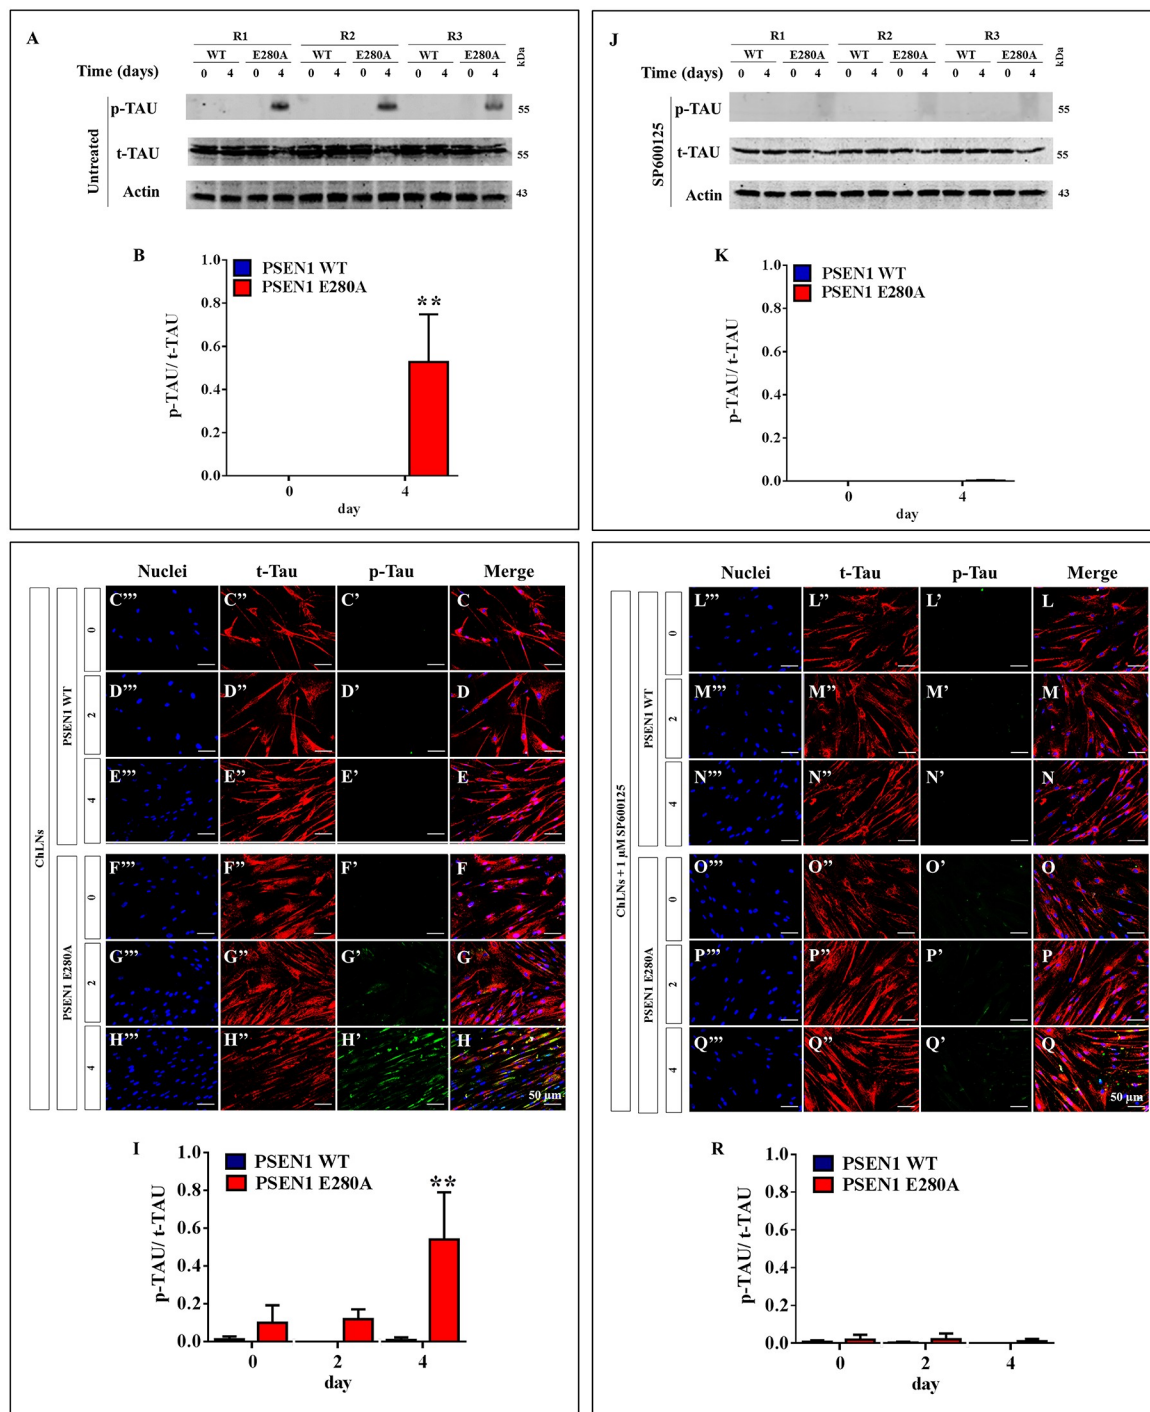 A
R1 R2 R3
WT E280A WT E280A WT E280A
kDa
Time (days) 0 4 0 4 0 4 0 4 0 4 0 4
Untreated
p-TAU 55
t-TAU 55
Actin 43
B
PSEN1 WT
PSEN1 E280A
p-TAU/ t-TAU
1.0
0.8
0.6
0.4
0.2
0.0
**
0 4
day
J
R1 R2 R3
WT E280A WT E280A WT E280A
kDa
Time (days) 0 4 0 4 0 4 0 4 0 4 0 4
SP600125
p-TAU 55
t-TAU 55
Actin 43
K
PSEN1 WT
PSEN1 E280A
p-TAU/ t-TAU
1.0
0.8
0.6
0.4
0.2
0.0
0 4
day
Nuclei t-Tau p-Tau Merge
ChLNs
PSEN1 WT
0
C’’’ C’’ C’ C
2
D’’’ D’’ D’ D
4
E’’’ E’’ E’ E
PSEN1 E280A
0
F’’’ F’’ F’ F
2
G’’’ G’’ G’ G
4
H’’’ H’’ H’ H
50 µm
I
PSEN1 WT
PSEN1 E280A
p-TAU/ t-TAU
1.0
0.8
0.6
0.4
0.2
0.0
**
0 2 4
day
Nuclei t-Tau p-Tau Merge
ChLNs + 1 µM SP600125
PSEN1 WT
0
L’’’ L’’ L’ L
2
M’’’ M’’ M’ M
4
N’’’ N’’ N’ N
PSEN1 E280A
0
O’’’ O’’ O’ O
2
P’’’ P’’ P’ P
4
Q’’’ Q’’ Q’ Q
50 µm
R
PSEN1 WT
PSEN1 E280A
p-TAU/ t-TAU
1.0
0.8
0.6
0.4
0.2
0.0
0 2 4
day